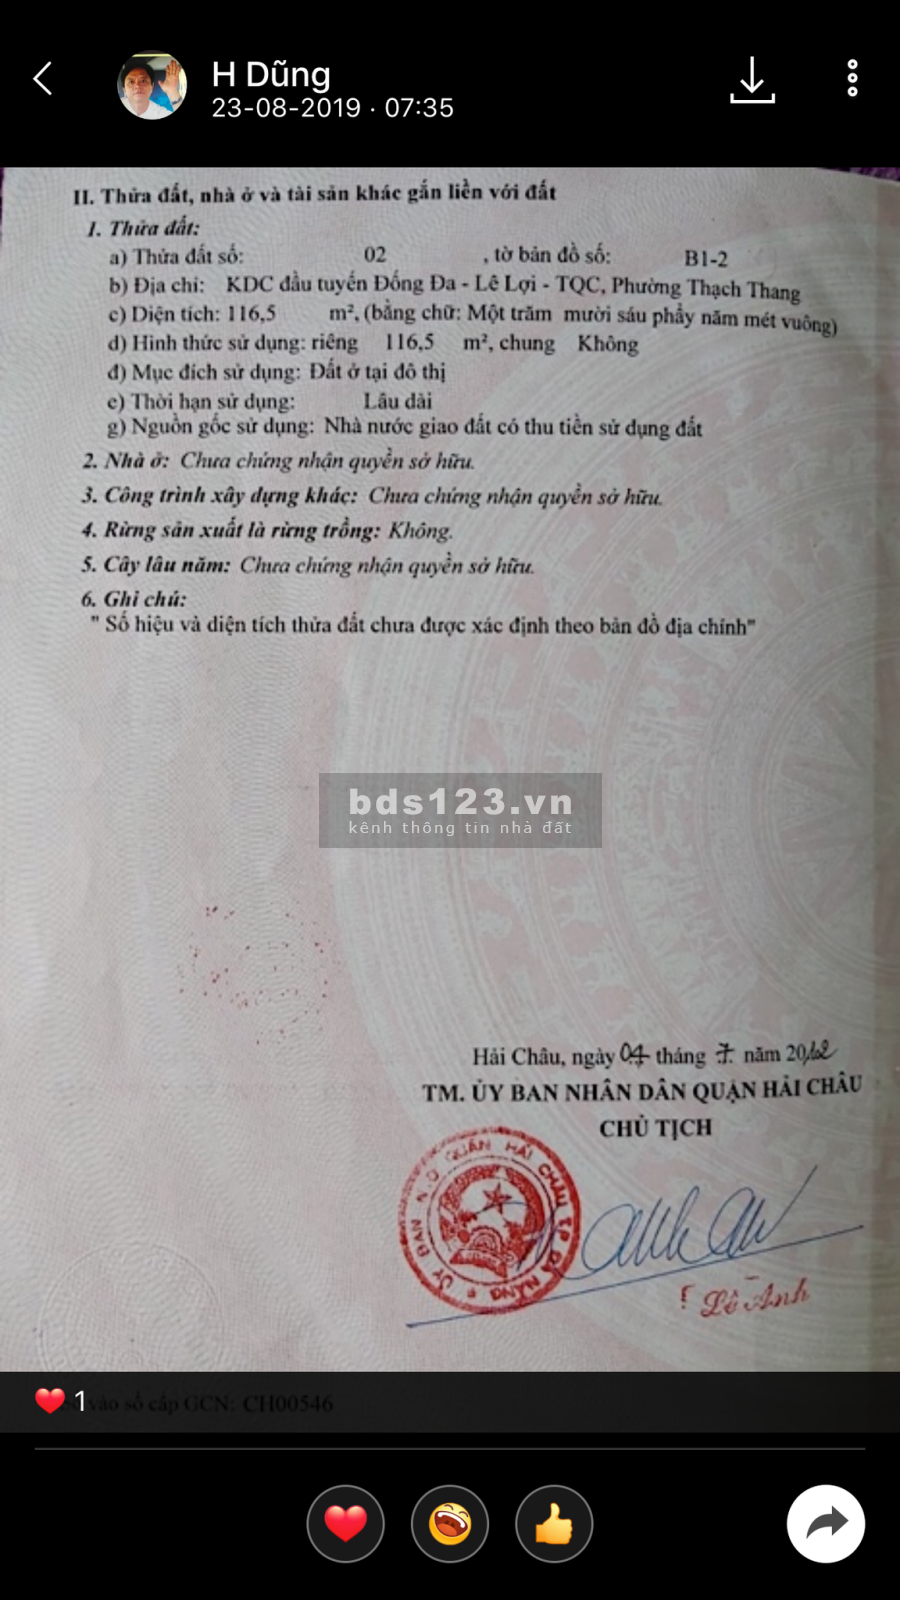 H Dũng
23-08-2019 · 07:35
II. Thửa đất, nhà ở và tài sản khác gắn liền với đất
1. Thửa đất:
a) Thửa đất số: 02 , tờ bản đồ số: B1-2
b) Địa chỉ: KDC đầu tuyến Đống Đa - Lê Lợi - TQC, Phường Thạch Thang
c) Diện tích: 116,5 m², (bằng chữ: Một trăm mười sáu phẩy năm mét vuông)
d) Hình thức sử dụng: riêng 116,5 m², chung Không
đ) Mục đích sử dụng: Đất ở tại đô thị
e) Thời hạn sử dụng: Lâu dài
g) Nguồn gốc sử dụng: Nhà nước giao đất có thu tiền sử dụng đất
2. Nhà ở: Chưa chứng nhận quyền sở hữu.
3. Công trình xây dựng khác: Chưa chứng nhận quyền sở hữu.
4. Rừng sản xuất là rừng trồng: Không.
5. Cây lâu năm: Chưa chứng nhận quyền sở hữu.
6. Ghi chú:
" Số hiệu và diện tích thửa đất chưa được xác định theo bản đồ địa chính"
bds123.vn
kênh thông tin nhà đất
Hải Châu, ngày 04 tháng 7 năm 2012
TM. ỦY BAN NHÂN DÂN QUẬN HẢI CHÂU
CHỦ TỊCH
ỦY BAN N.D QUẬN HẢI CHÂU T.P ĐÀ NẴNG
Lê Anh
1
vào sổ cấp GCN: CH00546